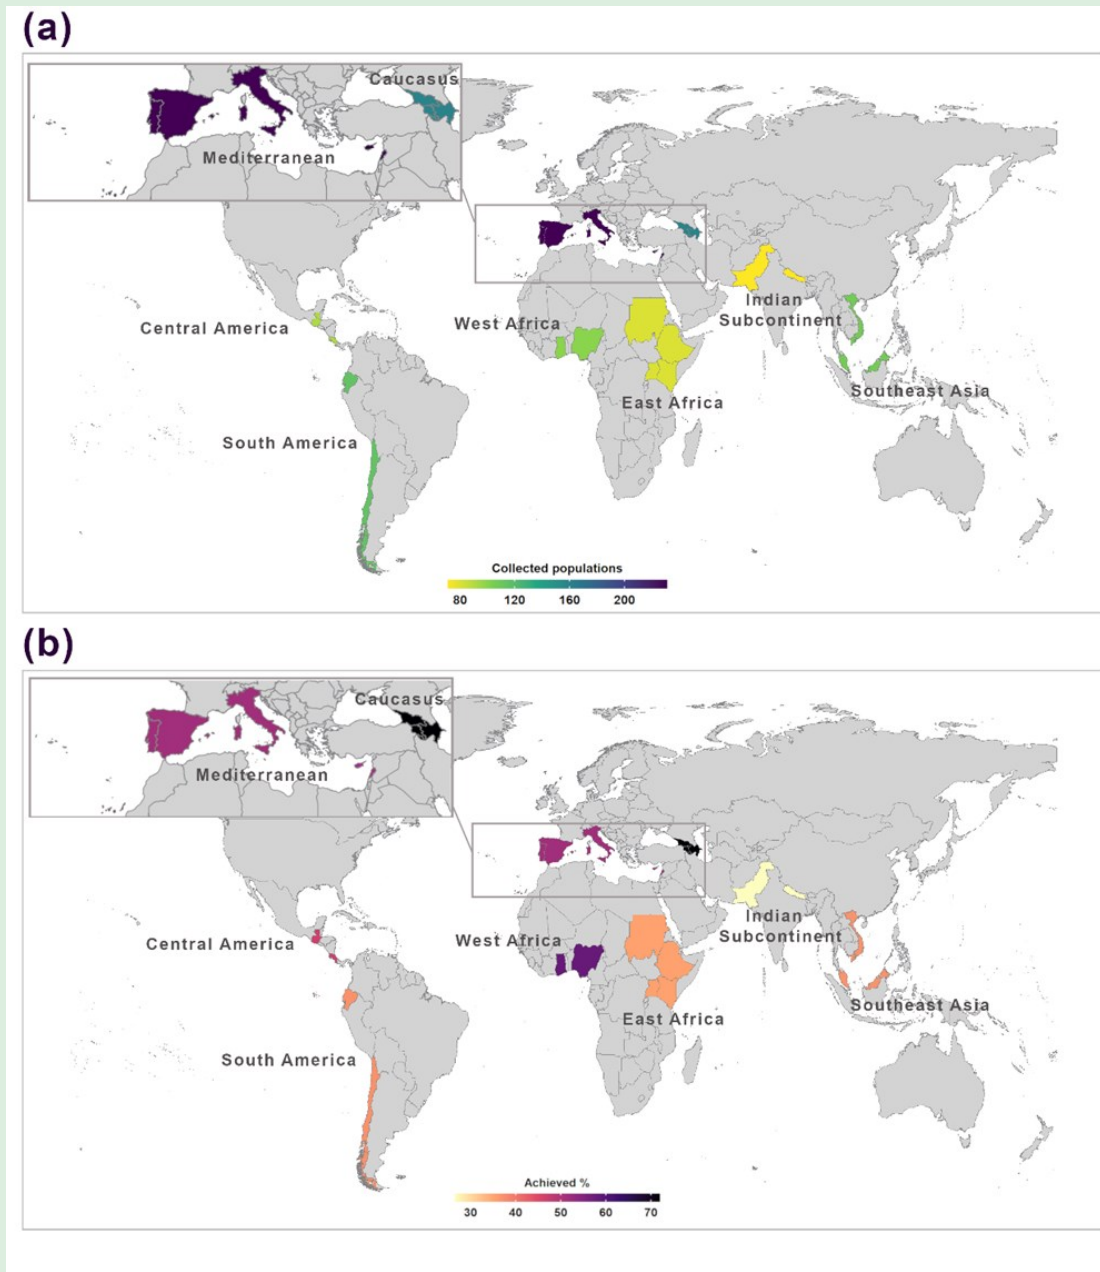 (a)
Caucasus
Mediterranean
Central America
West Africa
Indian
Subcontinent
Southeast Asia
East Africa
South America
Collected populations
80 120 160 200
(b)
Caucasus
Mediterranean
Central America
West Africa
Indian
Subcontinent
Southeast Asia
East Africa
South America
Achieved %
30 40 50 60 70